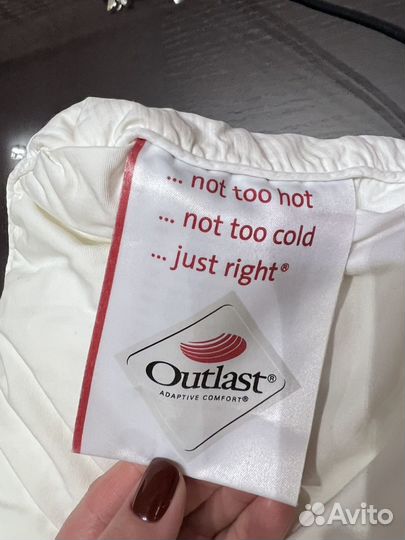 ... not too hot
... not too cold
... just right®
Outlast®
ADAPTIVE COMFORT®
Avito